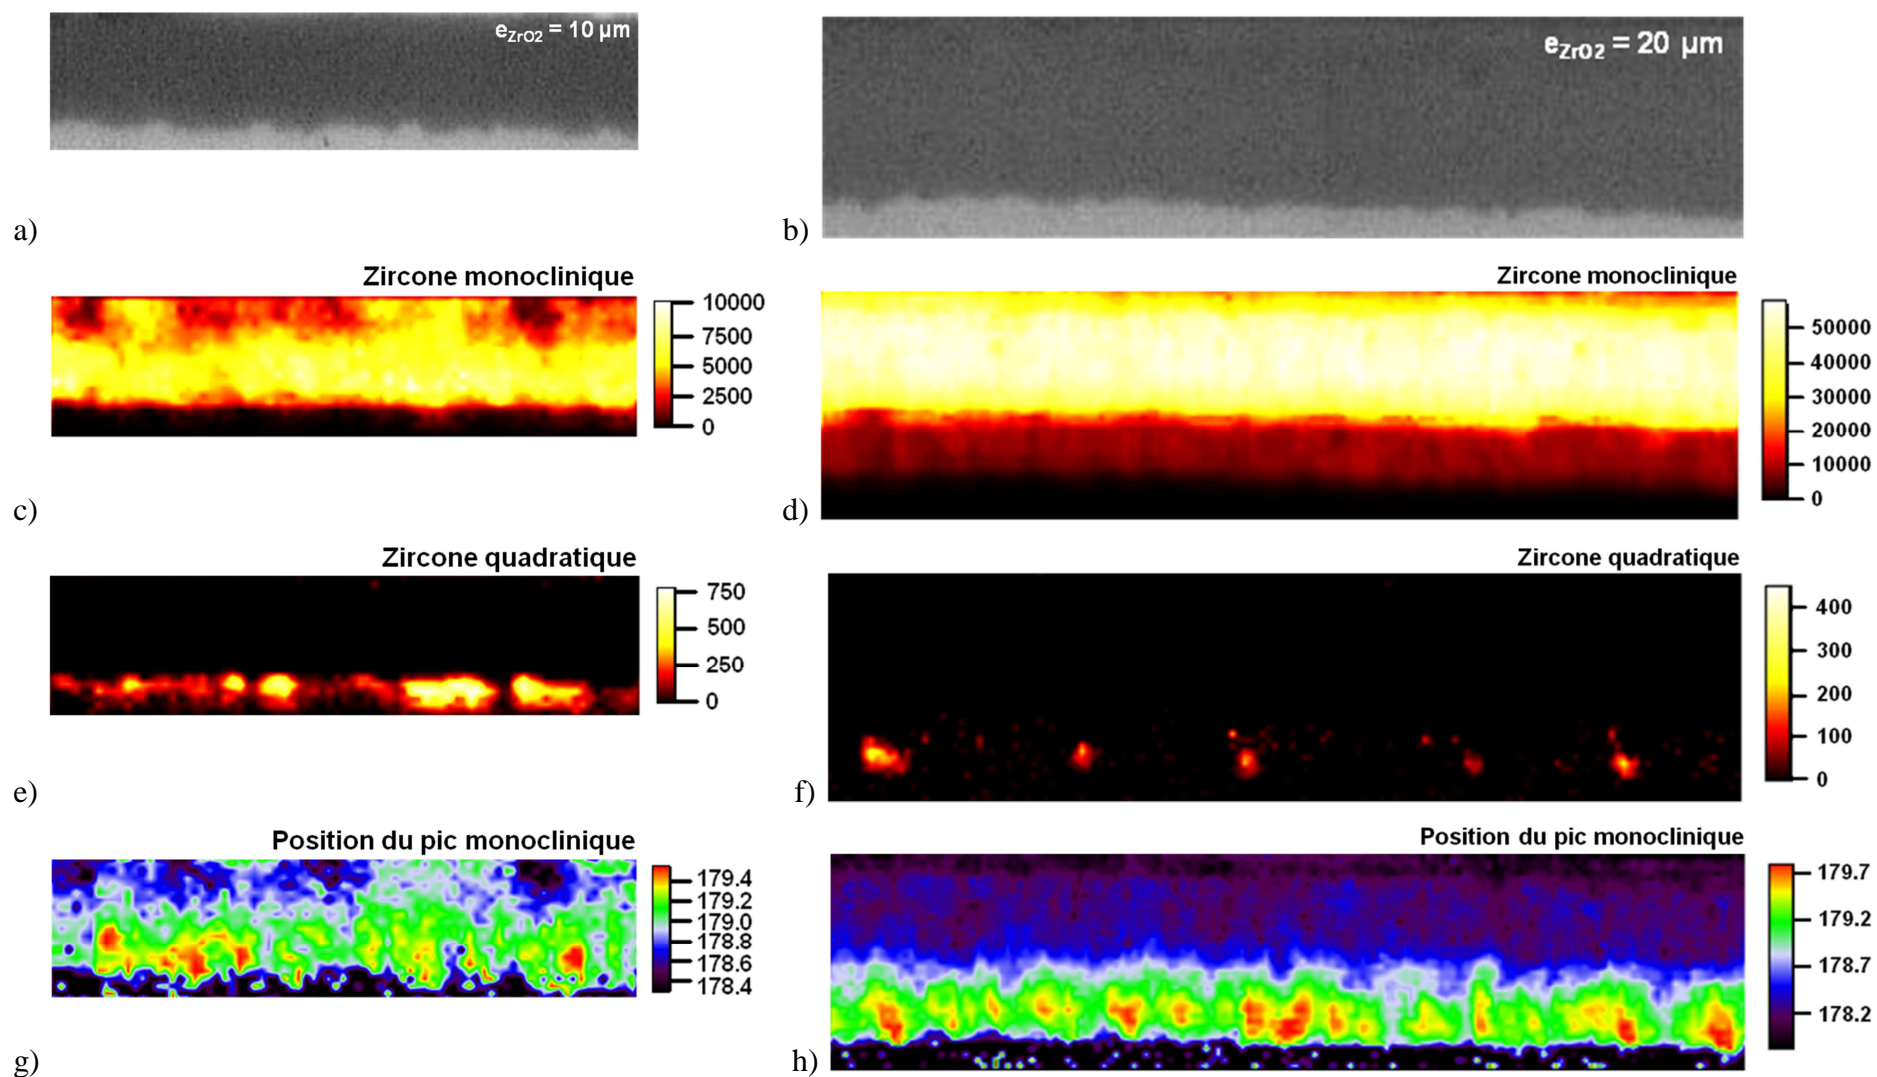 eZrO2 = 10 µm
eZrO2 = 20 µm
a)
b)
Zircone monoclinique
10000
7500
5000
2500
0
Zircone monoclinique
50000
40000
30000
20000
10000
0
c)
d)
Zircone quadratique
750
500
250
0
Zircone quadratique
400
300
200
100
0
e)
f)
Position du pic monoclinique
179.4
179.2
179.0
178.8
178.6
178.4
Position du pic monoclinique
179.7
179.2
178.7
178.2
g)
h)